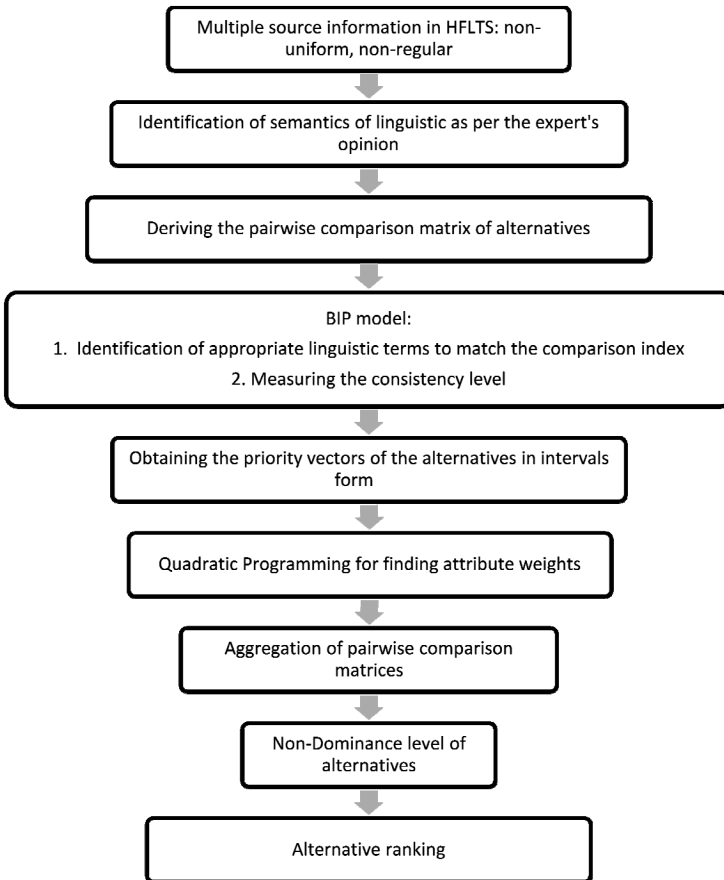 Multiple source information in HFLTS: non-
uniform, non-regular
Identification of semantics of linguistic as per the expert's
opinion
Deriving the pairwise comparison matrix of alternatives
BIP model:
1. Identification of appropriate linguistic terms to match the comparison index
2. Measuring the consistency level
Obtaining the priority vectors of the alternatives in intervals
form
Quadratic Programming for finding attribute weights
Aggregation of pairwise comparison
matrices
Non-Dominance level of
alternatives
Alternative ranking